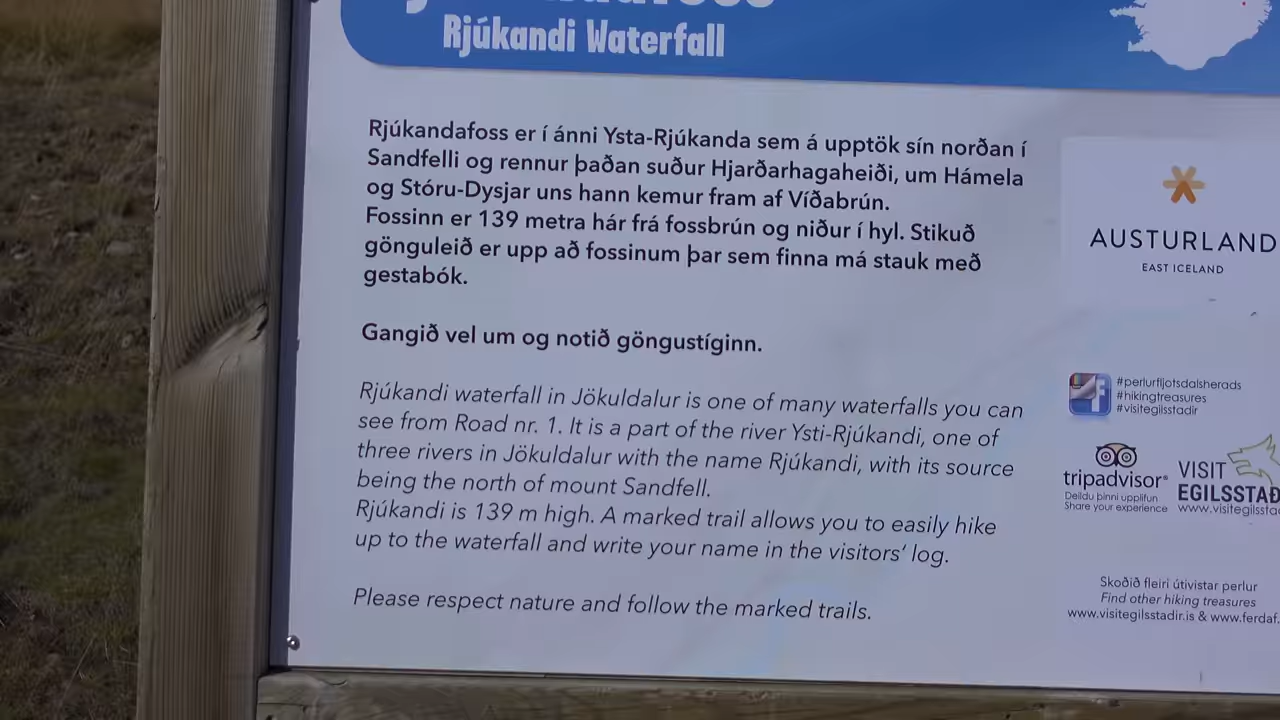 Rjúkandi Waterfall
Rjúkandafoss er í ánni Ysta-Rjúkanda sem á upptök sín norðan í
Sandfelli og rennur þaðan suður Hjarðarhagaheiði, um Hámela
og Stóru-Dysjar uns hann kemur fram af Víðabrún.
Fossinn er 139 metra hár frá fossbrún og niður í hyl. Stikuð
gönguleið er upp að fossinum þar sem finna má stauk með
gestabók.
Gangið vel um og notið göngustíginn.
Rjúkandi waterfall in Jökuldalur is one of many waterfalls you can
see from Road nr. 1. It is a part of the river Ysti-Rjúkandi, one of
three rivers in Jökuldalur with the name Rjúkandi, with its source
being the north of mount Sandfell.
Rjúkandi is 139 m high. A marked trail allows you to easily hike
up to the waterfall and write your name in the visitors‘ log.
Please respect nature and follow the marked trails.
AUSTURLAND
EAST ICELAND
#perlurfljotsdalsherads
#hikingtreasures
#visitegilsstadir
tripadvisor®
Deildu þinni upplifun
Share your experience
VISIT
EGILSSTAÐ
www.visitegilssta
Skoðið fleiri útivistar perlur
Find other hiking treasures
www.visitegilsstadir.is & www.ferdaf.